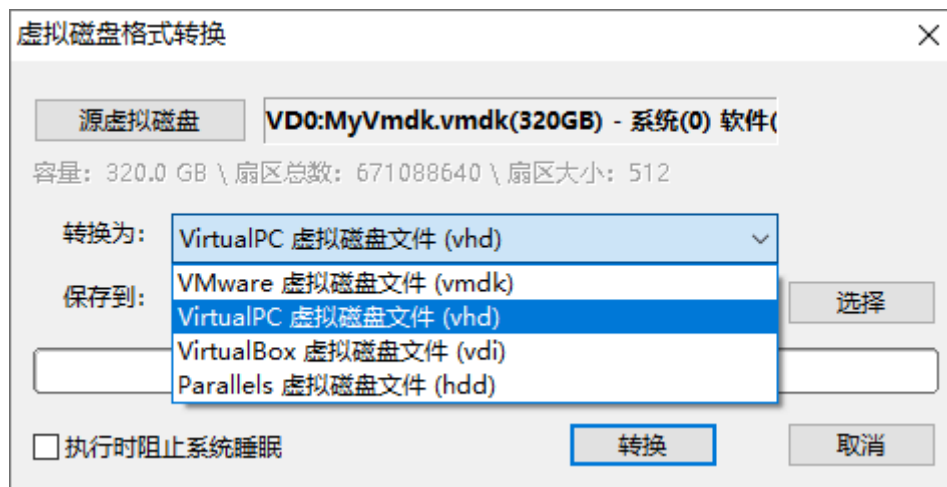 虚拟磁盘格式转换
源虚拟磁盘
VD0:MyVmdk.vmdk(320GB) - 系统(0) 软件(
容量：320.0 GB \ 扇区总数：671088640 \ 扇区大小：512
转换为：
VirtualPC 虚拟磁盘文件 (vhd)
VMware 虚拟磁盘文件 (vmdk)
保存到：
选择
VirtualPC 虚拟磁盘文件 (vhd)
VirtualBox 虚拟磁盘文件 (vdi)
Parallels 虚拟磁盘文件 (hdd)
执行时阻止系统睡眠
转换
取消